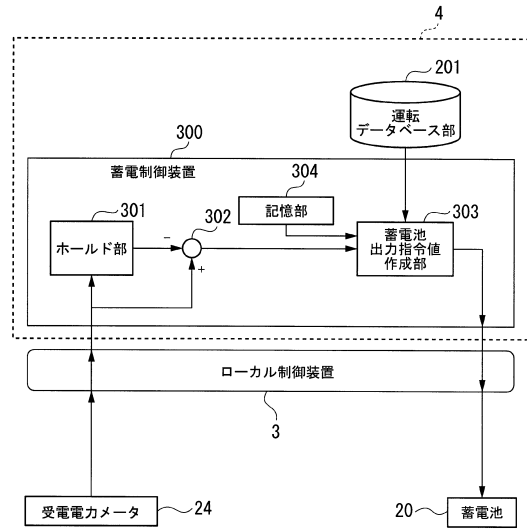 4
201
運転
データベース部
300
蓄電制御装置
304
記憶部
301
ホールド部
−
302
+
303
蓄電池
出力指令値
作成部
ローカル制御装置
3
受電電力メータ
24
20
蓄電池